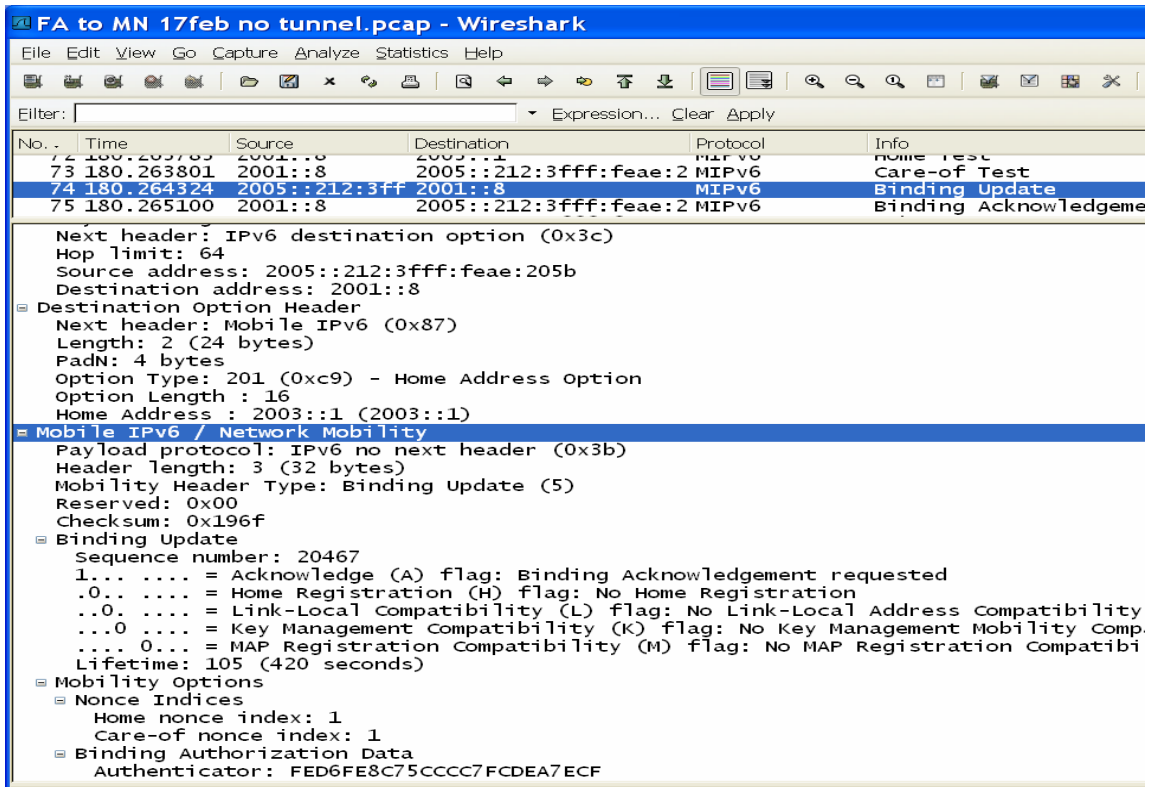 FA to MN 17feb no tunnel.pcap - Wireshark
File Edit View Go Capture Analyze Statistics Help
Filter: Expression... Clear Apply
No. . Time Source Destination Protocol Info
72 180.263785 2001::8 2003::1 MIPv6 Home Test
73 180.263801 2001::8 2005::212:3fff:feae:2 MIPv6 Care-of Test
74 180.264324 2005::212:3ff 2001::8 MIPv6 Binding Update
75 180.265100 2001::8 2005::212:3fff:feae:2 MIPv6 Binding Acknowledgeme
Next header: IPv6 destination option (0x3c)
Hop limit: 64
Source address: 2005::212:3fff:feae:205b
Destination address: 2001::8
Destination Option Header
Next header: Mobile IPv6 (0x87)
Length: 2 (24 bytes)
PadN: 4 bytes
Option Type: 201 (0xc9) - Home Address Option
Option Length : 16
Home Address : 2003::1 (2003::1)
Mobile IPv6 / Network Mobility
Payload protocol: IPv6 no next header (0x3b)
Header length: 3 (32 bytes)
Mobility Header Type: Binding Update (5)
Reserved: 0x00
Checksum: 0x196f
Binding Update
Sequence number: 20467
1... .... = Acknowledge (A) flag: Binding Acknowledgement requested
.0.. .... = Home Registration (H) flag: No Home Registration
..0. .... = Link-Local Compatibility (L) flag: No Link-Local Address Compatibility
...0 .... = Key Management Compatibility (K) flag: No Key Management Mobility Comp
.... 0... = MAP Registration Compatibility (M) flag: No MAP Registration Compatibi
Lifetime: 105 (420 seconds)
Mobility Options
Nonce Indices
Home nonce index: 1
Care-of nonce index: 1
Binding Authorization Data
Authenticator: FED6FE8C75CCCC7FCDEA7ECF